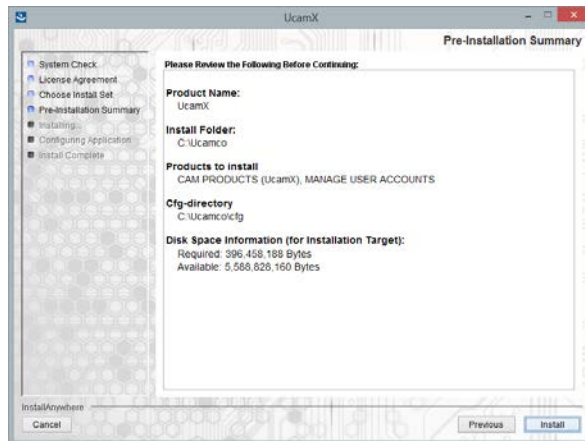 UcamX
Pre-Installation Summary
System Check
License Agreement
Choose Install Set
Pre-Installation Summary
Installing...
Configuring Application
Install Complete
Please Review the Following Before Continuing:
Product Name:
UcamX
Install Folder:
C:\Ucamco
Products to install
CAM PRODUCTS (UcamX), MANAGE USER ACCOUNTS
Cfg-directory
C:\Ucamco\cfg
Disk Space Information (for Installation Target):
Required: 396,458,188 Bytes
Available: 5,588,828,160 Bytes
InstallAnywhere
Cancel
Previous
Install